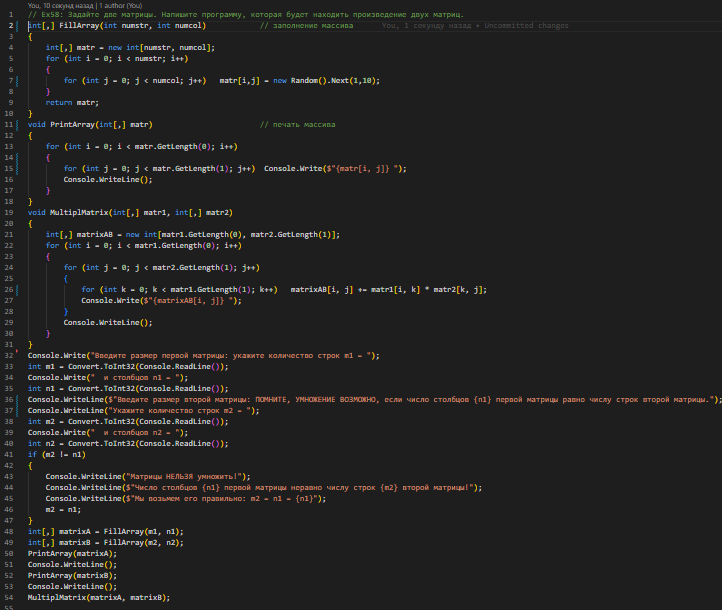 You, 10 секунд назад | 1 author (You)
1 // Ex58: Задайте две матрицы. Напишите программу, которая будет находить произведение двух матриц.
2 int[,] FillArray(int numstr, int numcol) // заполнение массива You, 1 секунду назад • Uncommitted changes
3 {
4 int[,] matr = new int[numstr, numcol];
5 for (int i = 0; i < numstr; i++)
6 {
7 for (int j = 0; j < numcol; j++) matr[i,j] = new Random().Next(1,10);
8 }
9 return matr;
10 }
11 void PrintArray(int[,] matr) // печать массива
12 {
13 for (int i = 0; i < matr.GetLength(0); i++)
14 {
15 for (int j = 0; j < matr.GetLength(1); j++) Console.Write($"{matr[i, j]} ");
16 Console.WriteLine();
17 }
18 }
19 void MultiplMatrix(int[,] matr1, int[,] matr2)
20 {
21 int[,] matrixAB = new int[matr1.GetLength(0), matr2.GetLength(1)];
22 for (int i = 0; i < matr1.GetLength(0); i++)
23 {
24 for (int j = 0; j < matr2.GetLength(1); j++)
25 {
26 for (int k = 0; k < matr1.GetLength(1); k++) matrixAB[i, j] += matr1[i, k] * matr2[k, j];
27 Console.Write($"{matrixAB[i, j]} ");
28 }
29 Console.WriteLine();
30 }
31 }
32 Console.Write("Введите размер первой матрицы: укажите количество строк m1 = ");
33 int m1 = Convert.ToInt32(Console.ReadLine());
34 Console.Write(" и столбцов n1 = ");
35 int n1 = Convert.ToInt32(Console.ReadLine());
36 Console.WriteLine($"Введите размер второй матрицы: ПОМНИТЕ, УМНОЖЕНИЕ ВОЗМОЖНО, если число столбцов {n1} первой матрицы равно числу строк второй матрицы.");
37 Console.WriteLine("Укажите количество строк m2 = ");
38 int m2 = Convert.ToInt32(Console.ReadLine());
39 Console.Write(" и столбцов n2 = ");
40 int n2 = Convert.ToInt32(Console.ReadLine());
41 if (m2 != n1)
42 {
43 Console.WriteLine("Матрицы НЕЛЬЗЯ умножить!");
44 Console.WriteLine($"Число столбцов {n1} первой матрицы неравно числу строк {m2} второй матрицы!");
45 Console.WriteLine($"Мы возьмем его правильно: m2 = n1 = {n1}");
46 m2 = n1;
47 }
48 int[,] matrixA = FillArray(m1, n1);
49 int[,] matrixB = FillArray(m2, n2);
50 PrintArray(matrixA);
51 Console.WriteLine();
52 PrintArray(matrixB);
53 Console.WriteLine();
54 MultiplMatrix(matrixA, matrixB);
55